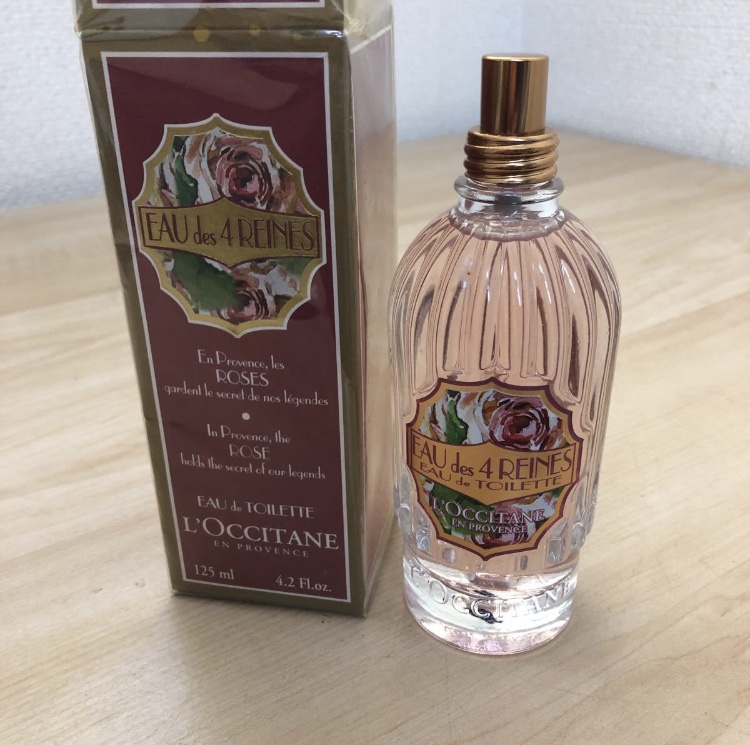 EAU des 4 REINES
En Provence, les
ROSES
gardent le secret de nos légendes
In Provence, the
ROSE
holds the secret of our legends
EAU de TOILETTE
L'OCCITANE
EN PROVENCE
125 ml 4.2 Fl.oz.
EAU des 4 REINES
EAU de TOILETTE
L'OCCITANE
EN PROVENCE
L'OCCITANE